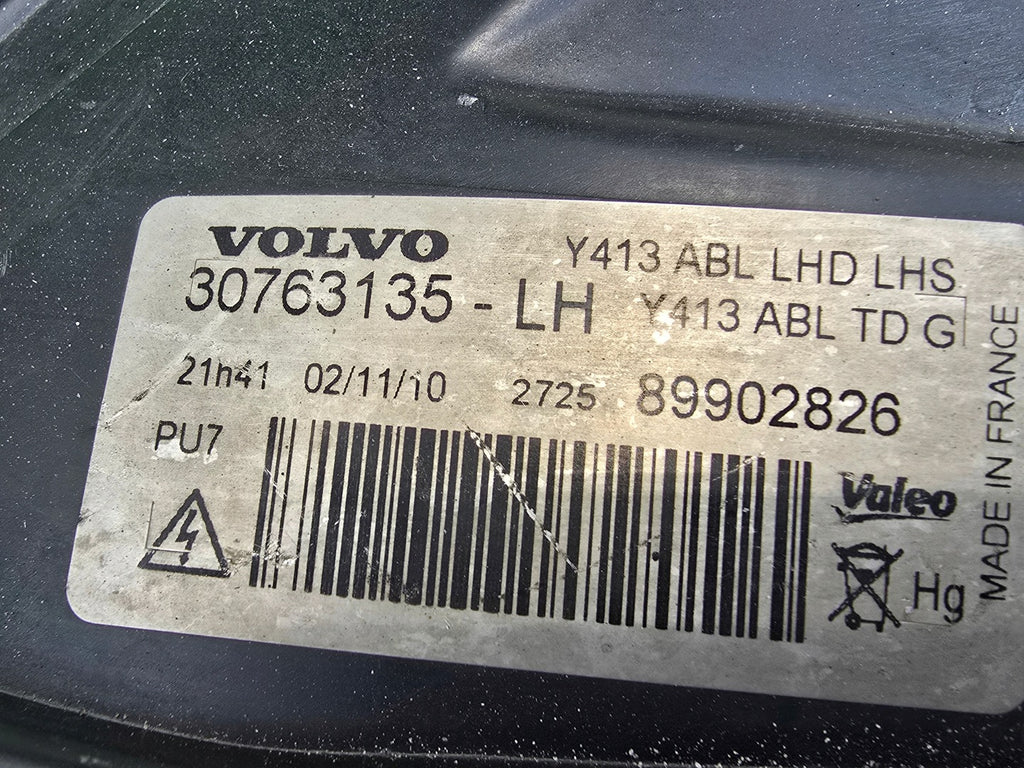 VOLVO
30763135 - LH
Y413 ABL LHD LHS
Y413 ABL TD G
21h41 02/11/10 2725 89902826
PU7
Valeo
Hg
MADE IN FRANCE